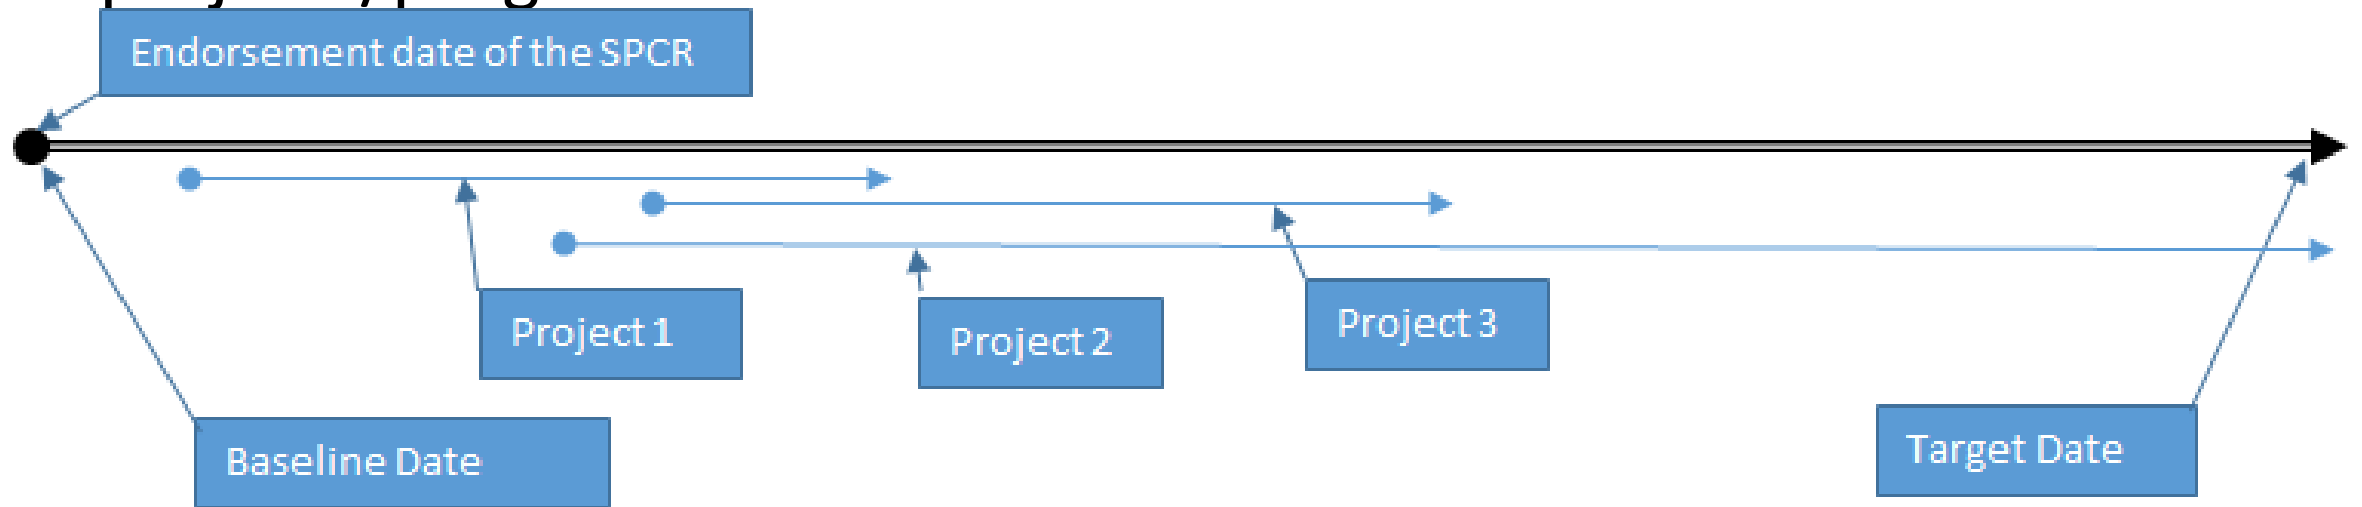 Endorsement date of the SPCR
Project 1
Project 2
Project 3
Baseline Date
Target Date